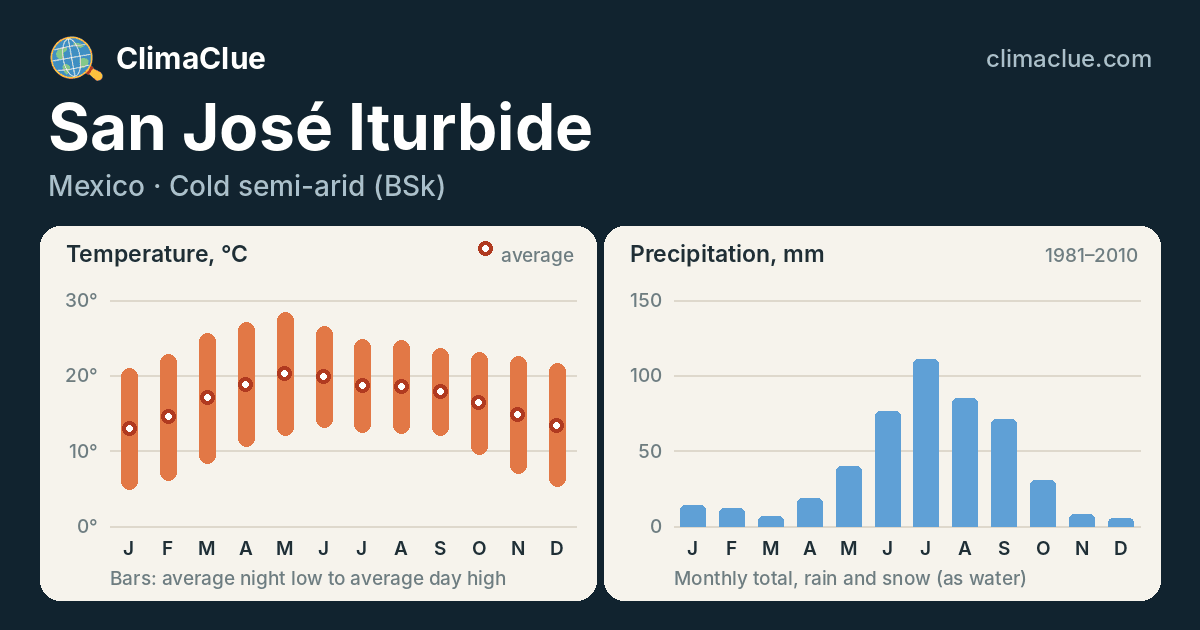 ClimaClue
climaclue.com
San José Iturbide
Mexico · Cold semi-arid (BSk)
Temperature, °C
average
30°
20°
10°
0°
J F M A M J J A S O N D
Bars: average night low to average day high
Precipitation, mm
1981–2010
150
100
50
0
J F M A M J J A S O N D
Monthly total, rain and snow (as water)